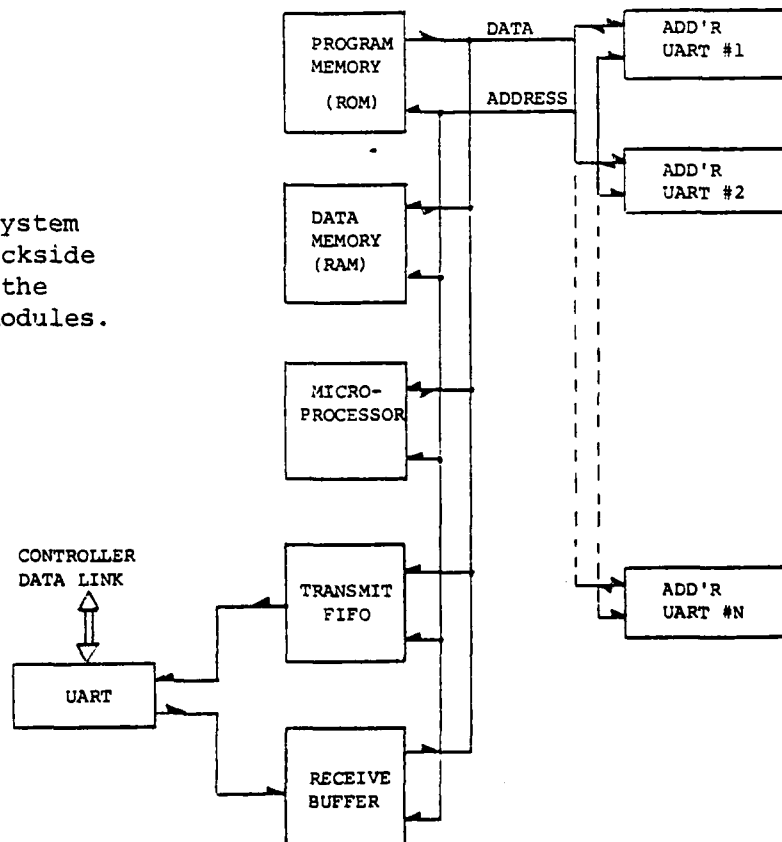 PROGRAM
MEMORY
(ROM)
DATA
ADDRESS
ADD'R
UART #1
ADD'R
UART #2
DATA
MEMORY
(RAM)
ystem
ckside
the
odules.
MICRO-
PROCESSOR
CONTROLLER
DATA LINK
TRANSMIT
FIFO
ADD'R
UART #N
UART
RECEIVE
BUFFER